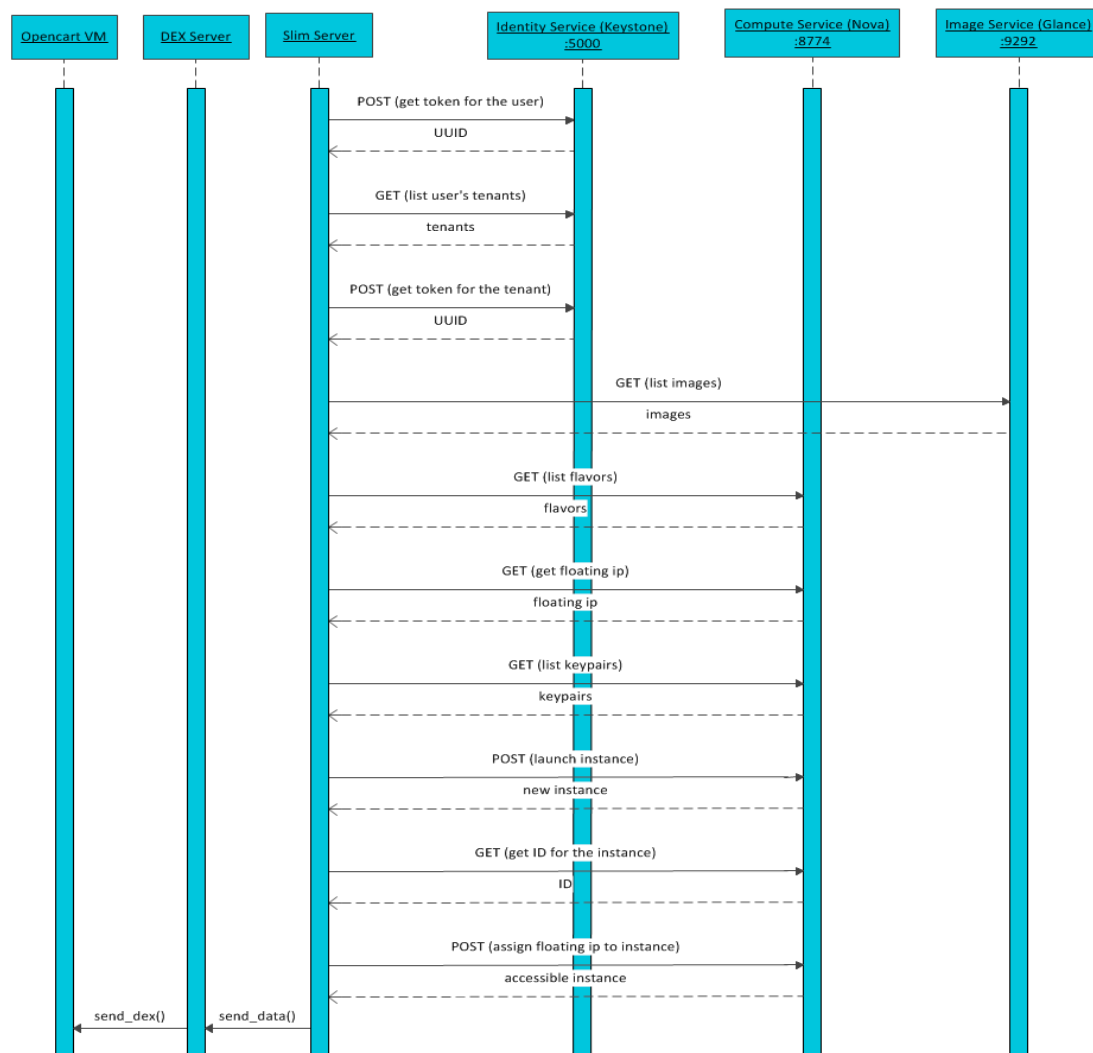 Opencart VM
DEX Server
Slim Server
Identity Service (Keystone)
:5000
Compute Service (Nova)
:8774
Image Service (Glance)
:9292
POST (get token for the user)
UUID
GET (list user's tenants)
tenants
POST (get token for the tenant)
UUID
GET (list images)
images
GET (list flavors)
flavors
GET (get floating ip)
floating ip
GET (list keypairs)
keypairs
POST (launch instance)
new instance
GET (get ID for the instance)
ID
POST (assign floating ip to instance)
accessible instance
send_dex()
send_data()